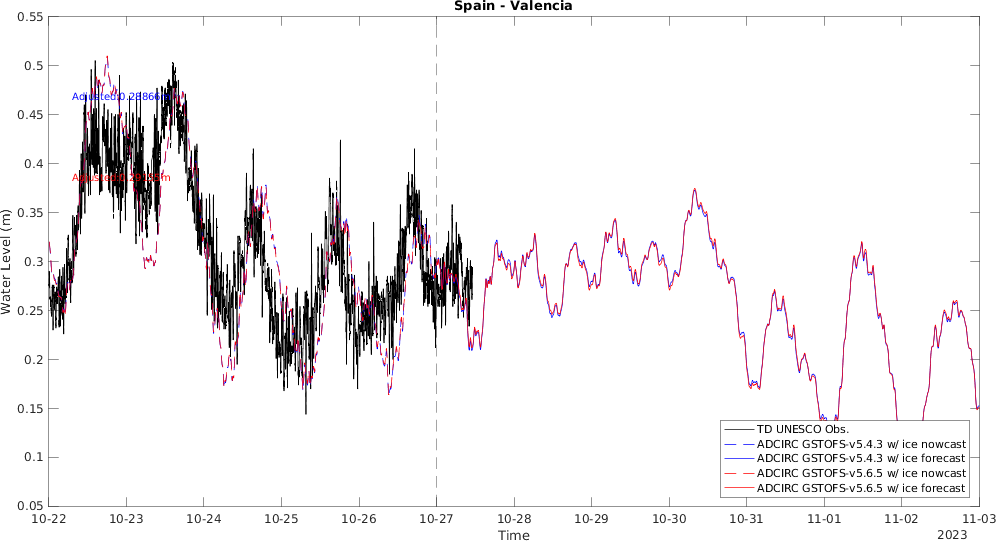 Spain - Valencia
0.55
0.5
0.45
0.4
0.35
0.3
0.25
0.2
0.15
0.1
0.05
Water Level (m)
Adjusted
Adjusted
TD UNESCO Obs.
ADCIRC GSTOFS-v5.4.3 w/ ice nowcast
ADCIRC GSTOFS-v5.4.3 w/ ice forecast
ADCIRC GSTOFS-v5.6.5 w/ ice nowcast
ADCIRC GSTOFS-v5.6.5 w/ ice forecast
10-22 10-23 10-24 10-25 10-26 10-27 10-28 10-29 10-30 10-31 11-01 11-02 11-03
Time
2023